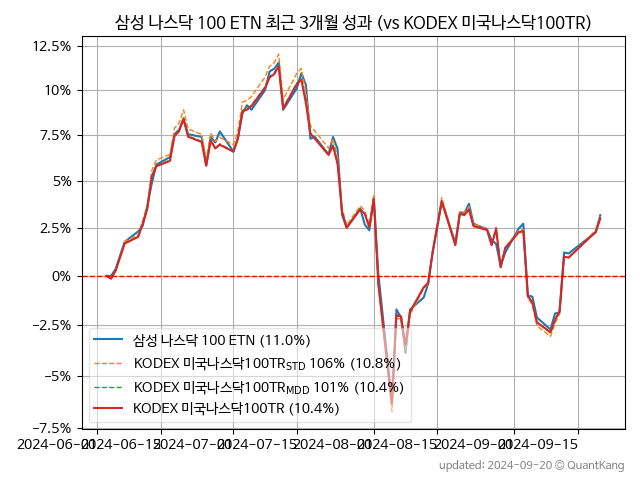 삼성 나스닥 100 ETN 최근 3개월 성과 (vs KODEX 미국나스닥100TR)
12.5%
10%
7.5%
5%
2.5%
0%
−2.5%
−5%
−7.5%
삼성 나스닥 100 ETN (11.0%)
KODEX 미국나스닥100TR_STD 106% (10.8%)
KODEX 미국나스닥100TR_MDD 101% (10.4%)
KODEX 미국나스닥100TR (10.4%)
2024-06-01 2024-06-15 2024-07-01 2024-07-15 2024-08-01 2024-08-15 2024-09-01 2024-09-15
updated: 2024-09-20 @ QuantKang